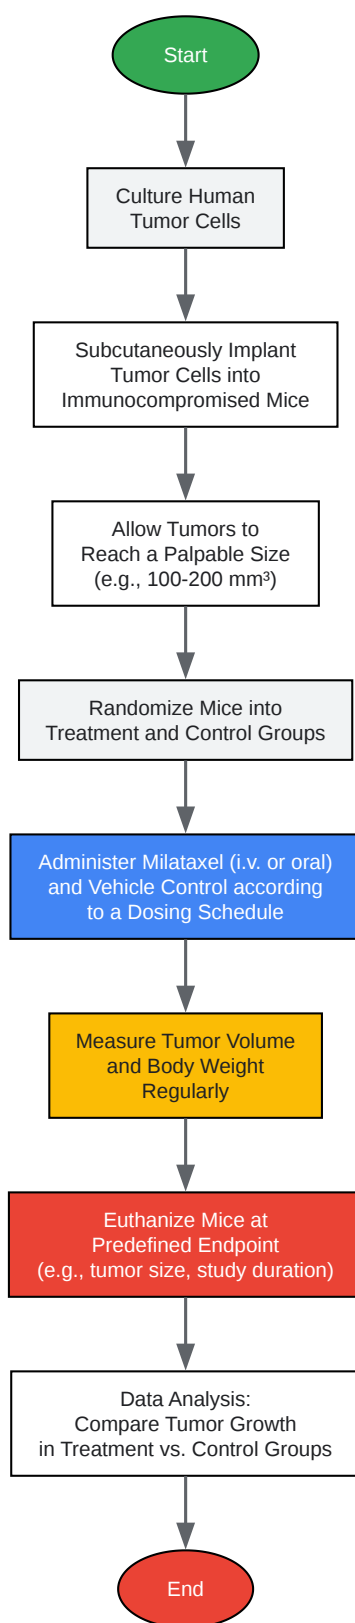 Start
Culture Human
Tumor Cells
Subcutaneously Implant
Tumor Cells into
Immunocompromised Mice
Allow Tumors to
Reach a Palpable Size
(e.g., 100-200 mm³)
Randomize Mice into
Treatment and Control Groups
Administer Milataxel (i.v. or oral)
and Vehicle Control according
to a Dosing Schedule
Measure Tumor Volume
and Body Weight
Regularly
Euthanize Mice at
Predefined Endpoint
(e.g., tumor size, study duration)
Data Analysis:
Compare Tumor Growth
in Treatment vs. Control Groups
End